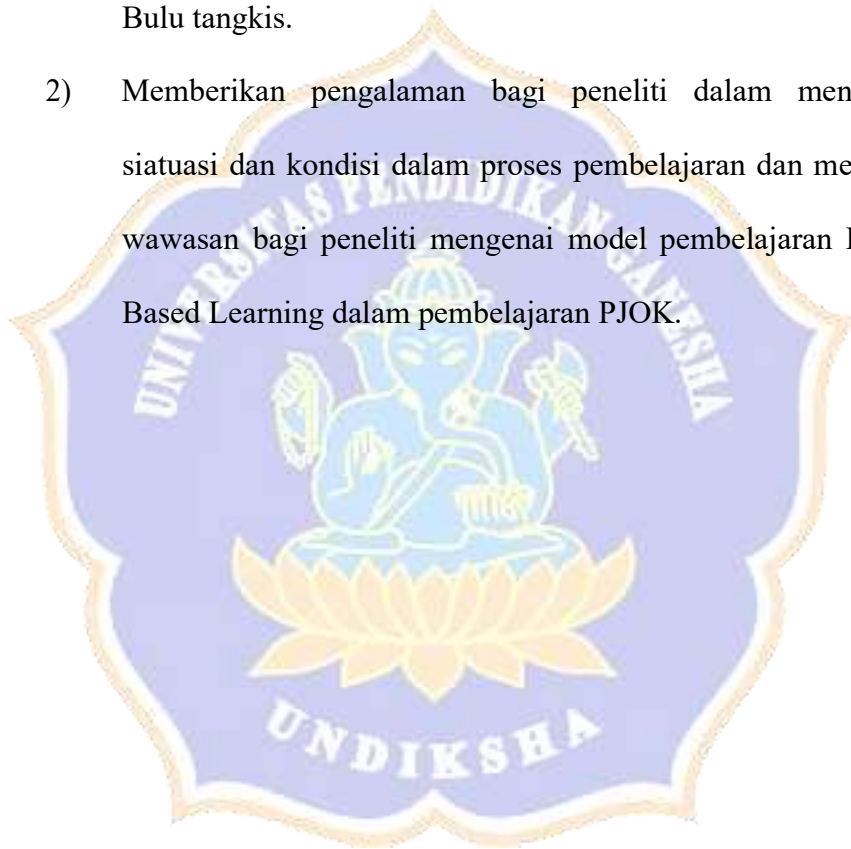 Bulu tangkis.
2) Memberikan pengalaman bagi peneliti dalam men
siatuasi dan kondisi dalam proses pembelajaran dan me
wawasan bagi peneliti mengenai model pembelajaran
Based Learning dalam pembelajaran PJOK.
UNIVERSITAS PENDIDIKAN GANESHA
UNDIKSHA